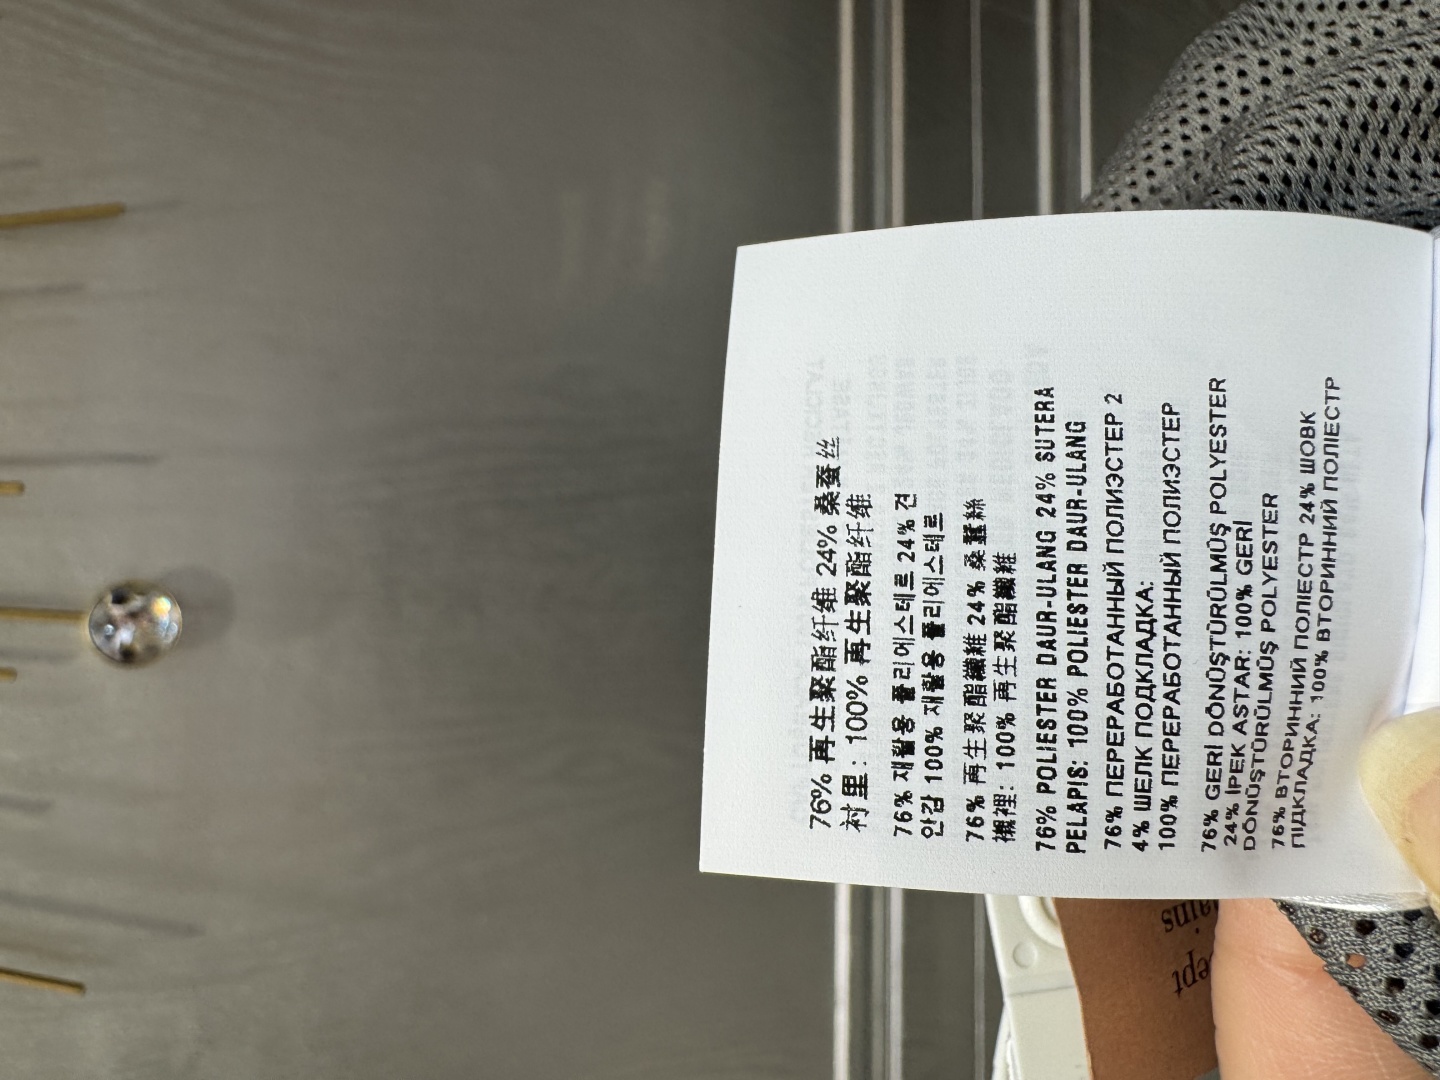 76% 再生聚酯纤维 24% 桑蚕丝
衬里: 100% 再生聚酯纤维
76% 재활용 폴리에스테르 24% 견
안감 100% 재활용 폴리에스테르
76% 再生聚酯纖維 24% 桑蠶絲
襯裡: 100% 再生聚酯纖維
76% POLIESTER DAUR-ULANG 24% SUTERA
PELAPIS: 100% POLIESTER DAUR-ULANG
76% ПЕРЕРАБОТАННЫЙ ПОЛИЭСТЕР 2
4% ШЕЛК ПОДКЛАДКА:
100% ПЕРЕРАБОТАННЫЙ ПОЛИЭСТЕР
76% GERİ DÖNÜŞTÜRÜLMÜŞ POLYESTER
24% İPEK ASTAR: 100% GERİ
DÖNÜŞTÜRÜLMÜŞ POLYESTER
76% ВТОРИННИЙ ПОЛІЕСТР 24% ШОВК
ПІДКЛАДКА: 100% ВТОРИННИЙ ПОЛІЕСТР